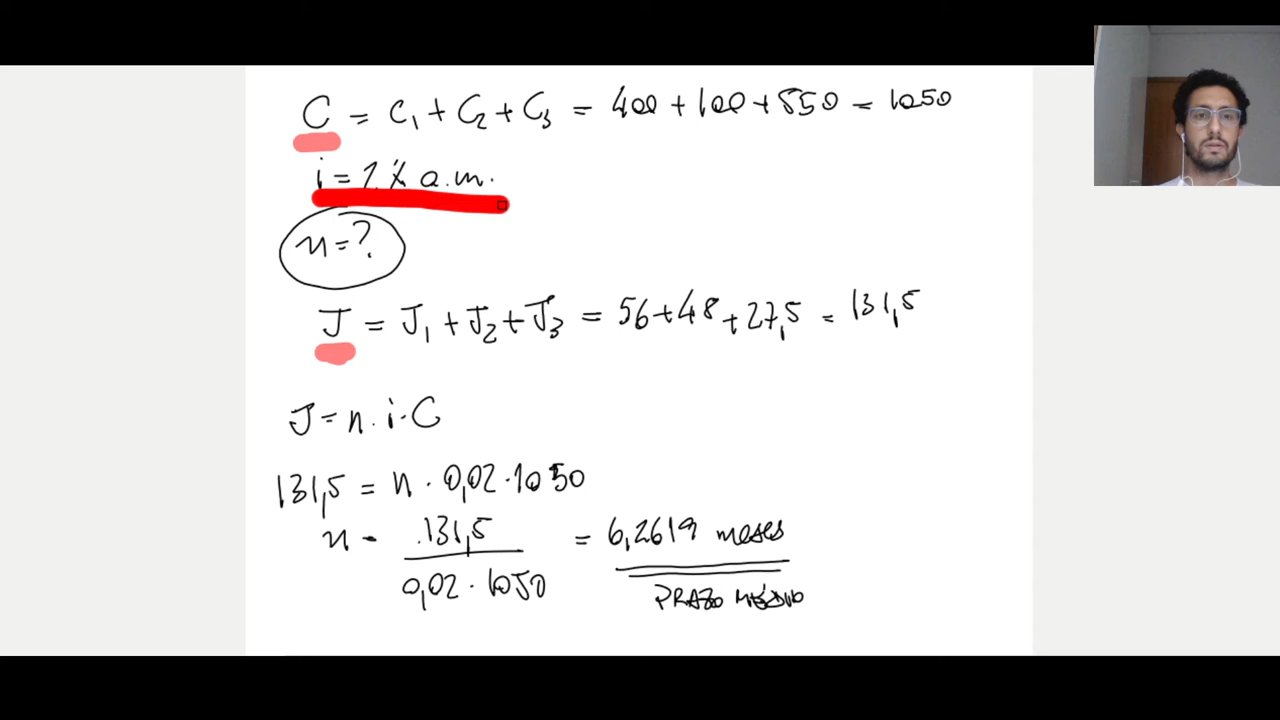 C = C1 + C2 + C3 = 400 + 100 + 550 = 1050
i = 2% a.m.
n = ?
J = J1 + J2 + J3 = 56 + 48 + 27,5 = 131,5
J = n . i . C
131,5 = n . 0,02 . 1050
n = 131,5 / 0,02 . 1050 = 6,2619 meses
PRAZO MÉDIO